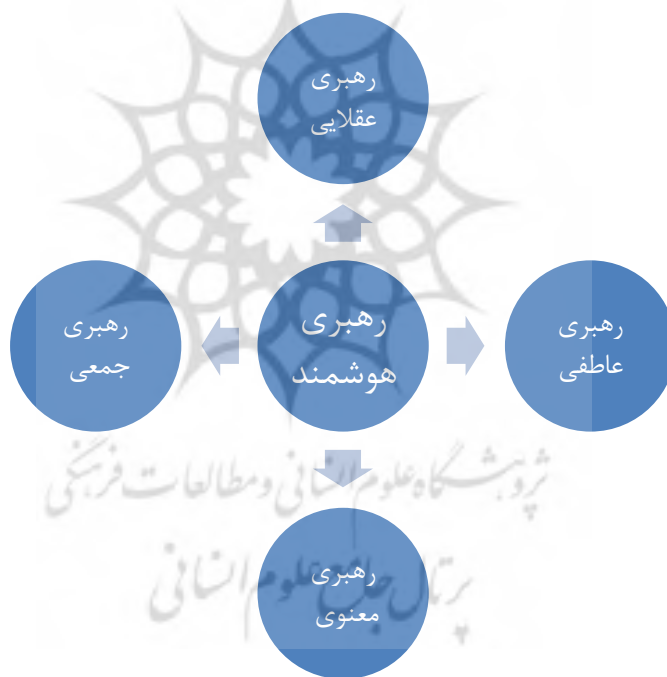 رهبری
عقلایی
رهبری
عاطفی
رهبری
هوشمند
رهبری
جمعی
پژوهشگاه علوم انسانی و مطالعات فرهنگی
رهبری
معنوی
پرتال جامع علوم انسانی